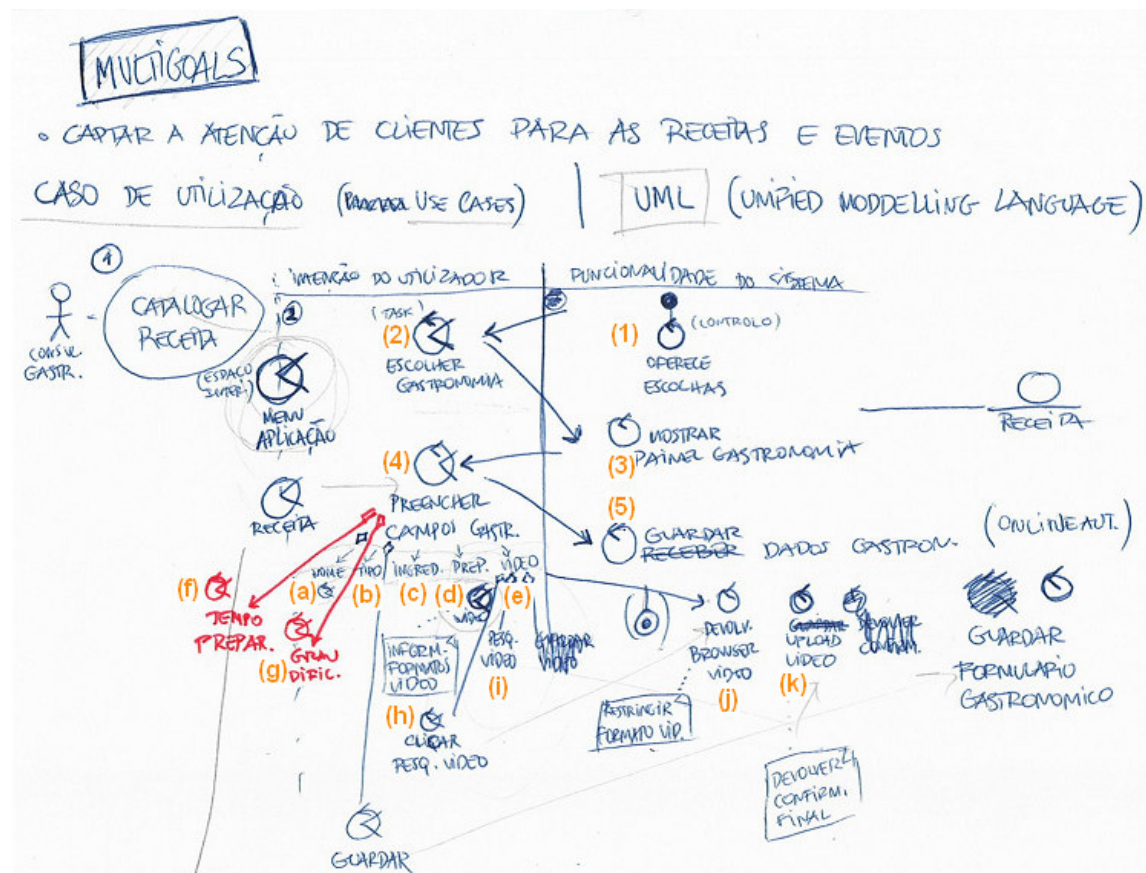 MULTIGOALS
• CAPTAR A ATENÇÃO DE CLIENTES PARA AS RECEITAS E EVENTOS
CASO DE UTILIZAÇÃO (USE CASES) | UML (UNIFIED MODDELLING LANGUAGE)
1
CATALOGAR
RECEITA
CONSUL.
GASTR.
INTENÇÃO DO UTILIZADOR
FUNCIONALIDADE DO SISTEMA
2
(TASK
(2)
ESCOLHER
GASTRONOMIA
(1)
(CONTROLO)
OFERECE
ESCOLHAS
(ESPAÇO
INTER.)
MENU
APLICAÇÃO
RECEITA
MOSTRAR
(3) PAINEL GASTRONOMIA
(4)
PREENCHER
CAMPOS GASTR.
RECEITA
(5)
GUARDAR
RECEBER DADOS GASTRON. (ONLINE AUT.)
NOME TIPO INGRED. PREP. VIDEO
(a) (b) (c) (d) (e)
(f)
TEMPO
PREPAR.
(g)
GRAU
DIFIC.
INFORM.
FORMATOS
VIDEO
VIDEO
PESQ.
VIDEO
(i)
GUARDAR
VIDEO
(h)
CLICAR
PESQ. VIDEO
GUARDAR
DEVOLV.
BROWSER
VIDEO
(j)
RESTRINGIR
FORMATO VID.
GUARDAR
UPLOAD
VIDEO
(k)
DEVOLVER
CONFIRM.
DEVOLVER
CONFIRM.
FINAL
GUARDAR
FORMULARIO
GASTRONOMICO